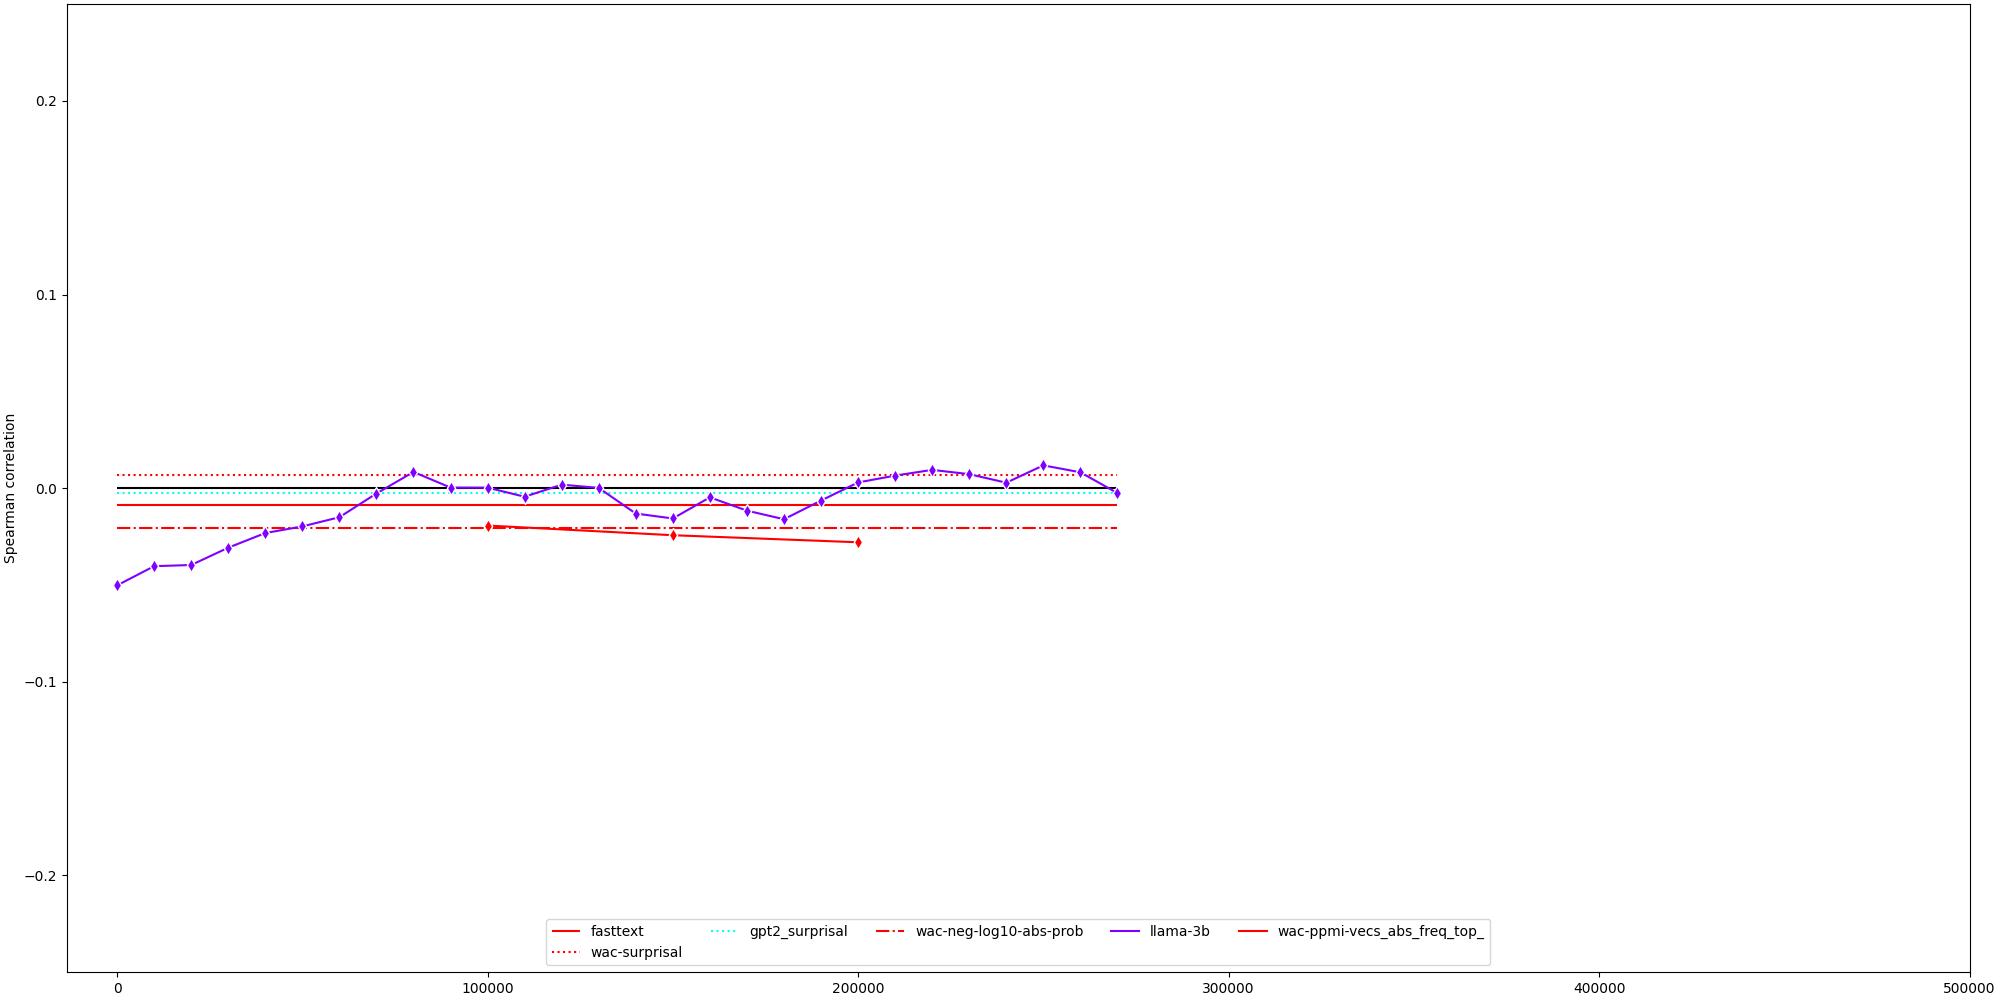 Spearman correlation
0.2
0.1
0.0
−0.1
−0.2
0
100000
200000
300000
400000
500000
fasttext
wac-surprisal
gpt2_surprisal
wac-neg-log10-abs-prob
llama-3b
wac-ppmi-vecs_abs_freq_top_